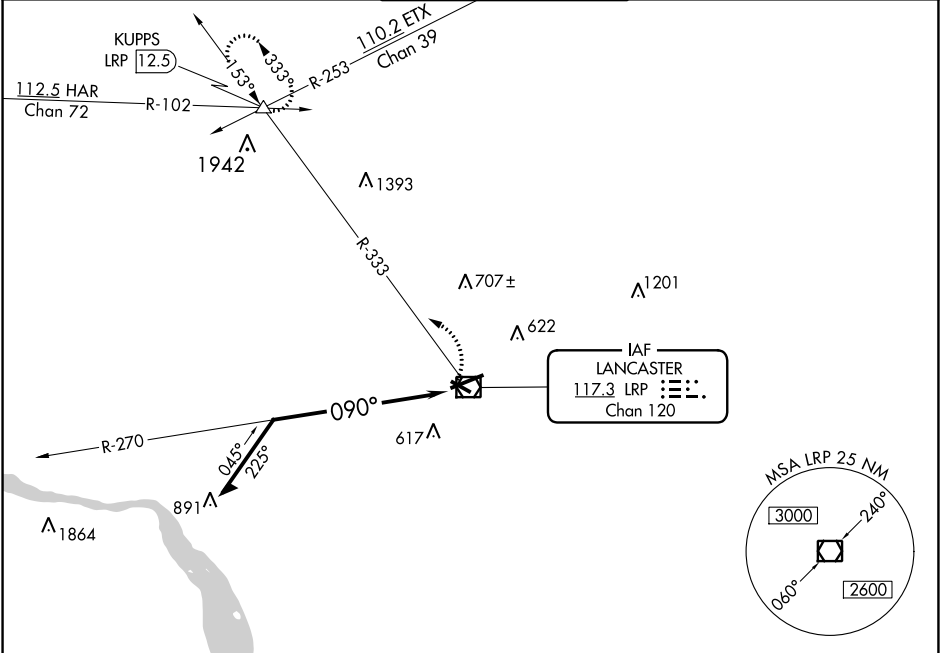 KUPPS
LRP 12.5
110.2 ETX
Chan 39
R-253
153°
333°
112.5 HAR
Chan 72
R-102
1942
1393
R-333
707 ±
1201
622
IAF
LANCASTER
117.3 LRP
Chan 120
090°
R-270
617
045°
225°
891
1864
MSA LRP 25 NM
3000
240°
060°
2600